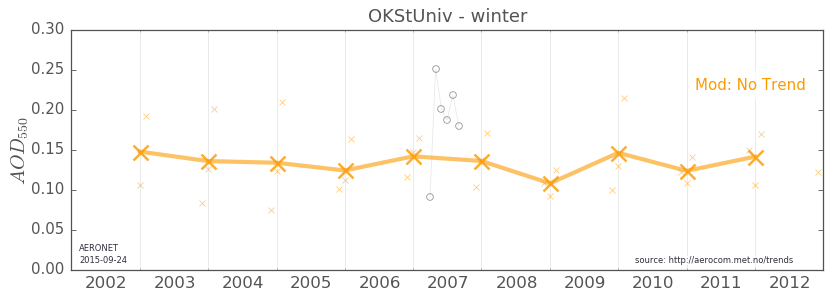 OKStUniv - winter
0.30
0.25
0.20
0.15
0.10
0.05
0.00
AOD550
Mod: No Trend
AERONET
2015-09-24
source: http://aerocom.met.no/trends
2002 2003 2004 2005 2006 2007 2008 2009 2010 2011 2012